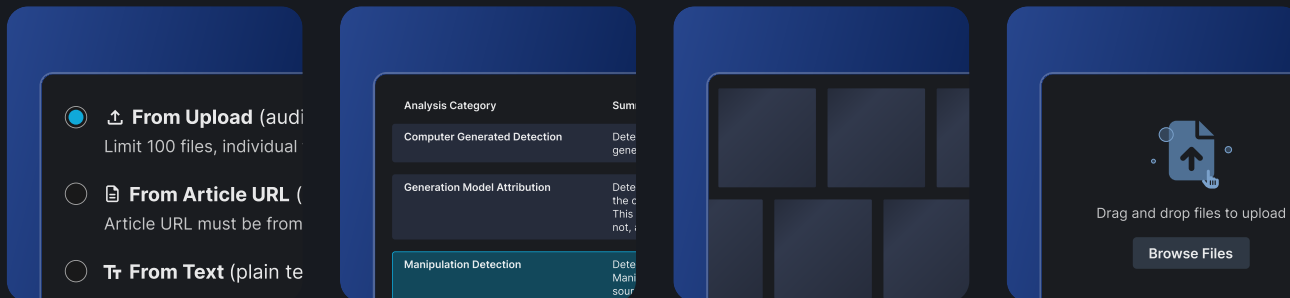 From Upload (audi
Limit 100 files, individual
From Article URL (
Article URL must be from
From Text (plain te
Analysis Category
Computer Generated Detection
Dete
gene
Generation Model Attribution
Dete
the
This
not,
Manipulation Detection
Dete
Mani
sour
Drag and drop files to upload
Browse Files